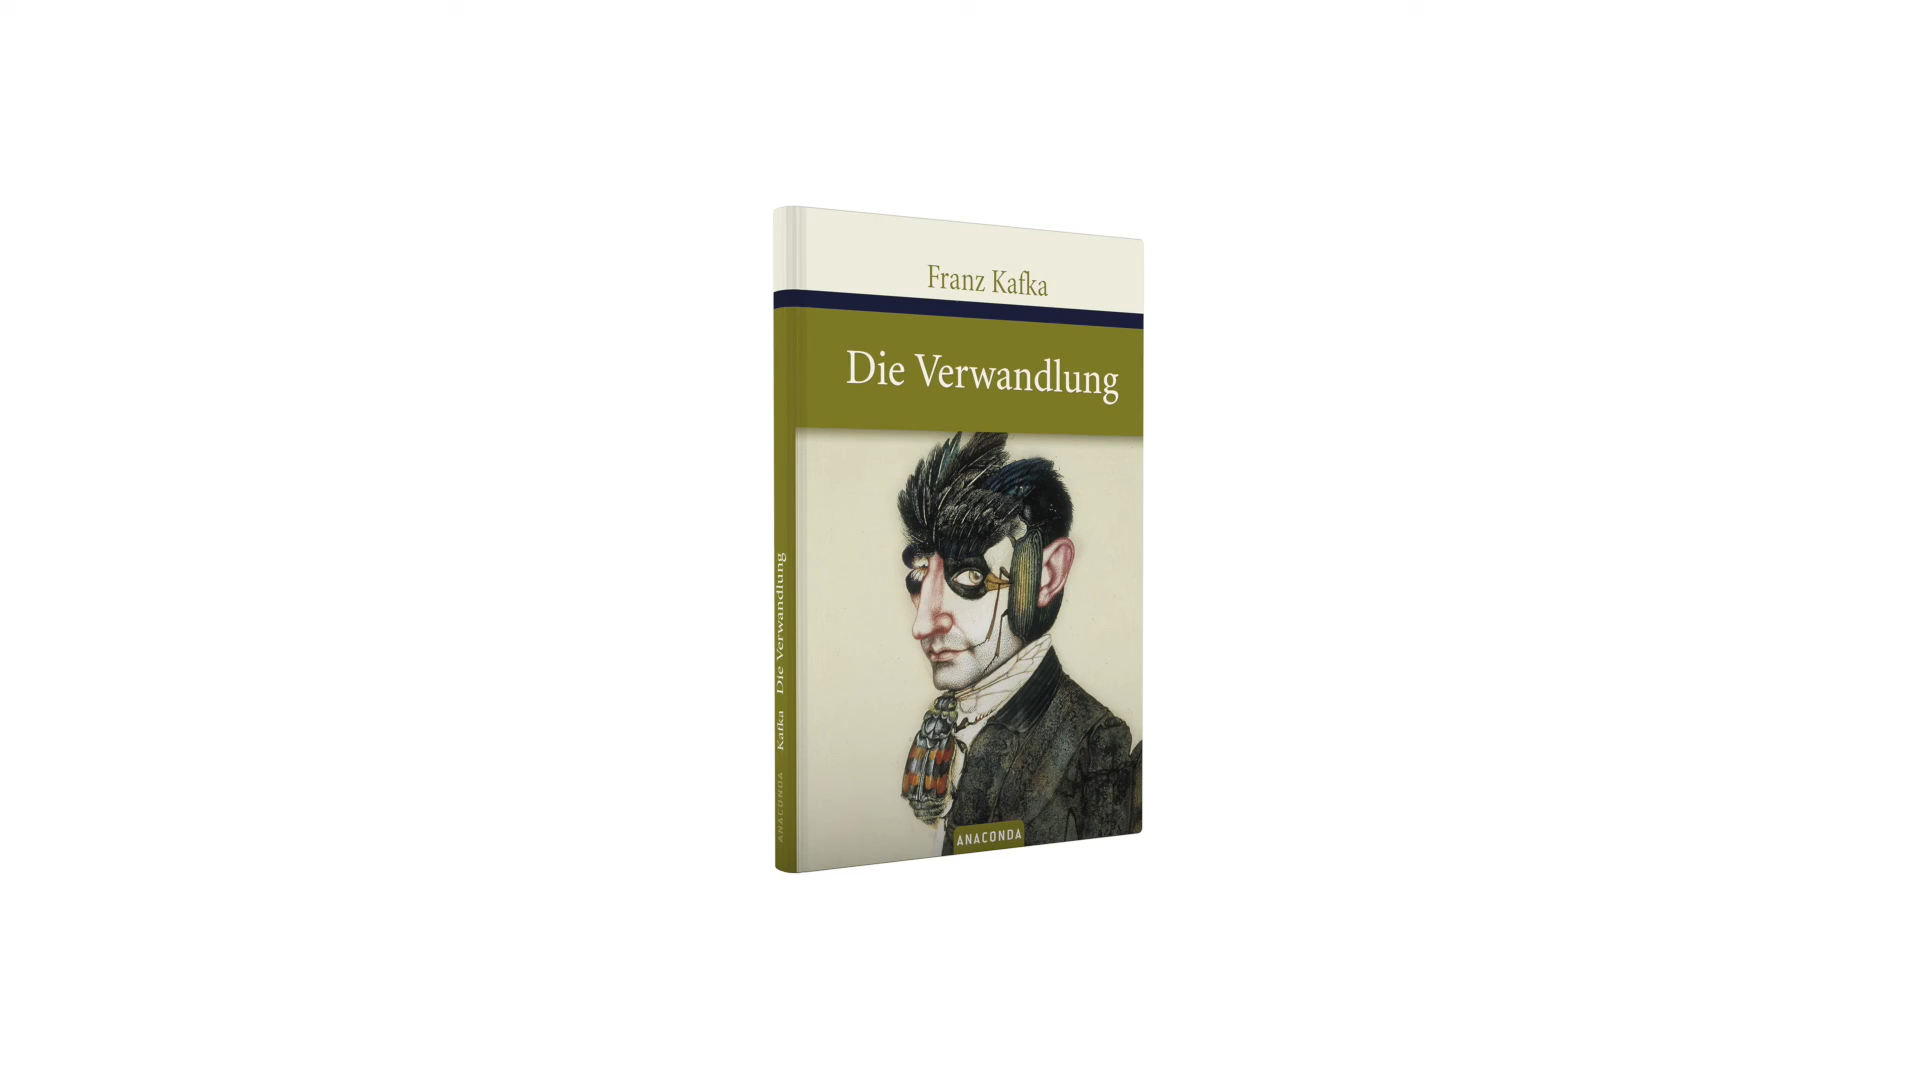 Franz Kafka
Die Verwandlung
ANACONDA
ANACONDA Kafka Die Verwandlung